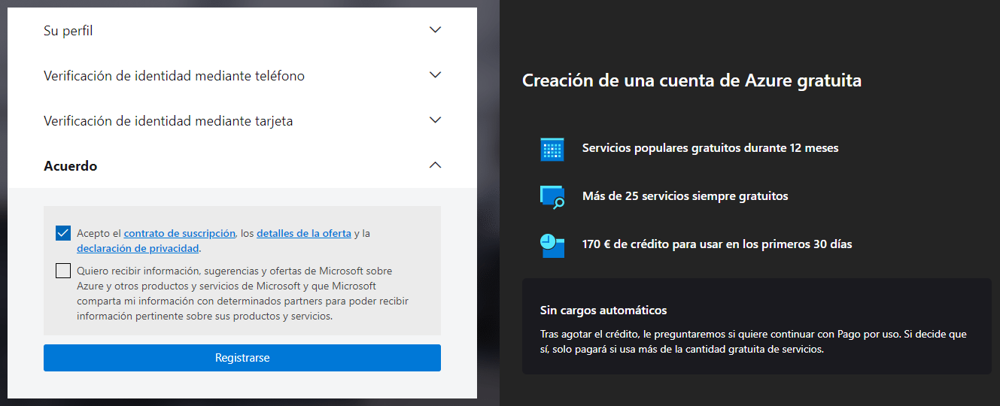 Su perfil
Verificación de identidad mediante teléfono
Verificación de identidad mediante tarjeta
Acuerdo
Acepto el contrato de suscripción, los detalles de la oferta y la
declaración de privacidad.
Quiero recibir información, sugerencias y ofertas de Microsoft sobre
Azure y otros productos y servicios de Microsoft y que Microsoft
comparta mi información con determinados partners para poder recibir
información pertinente sobre sus productos y servicios.
Registrarse
Creación de una cuenta de Azure gratuita
Servicios populares gratuitos durante 12 meses
Más de 25 servicios siempre gratuitos
170 € de crédito para usar en los primeros 30 días
Sin cargos automáticos
Tras agotar el crédito, le preguntaremos si quiere continuar con Pago por uso. Si decide que
sí, solo pagará si usa más de la cantidad gratuita de servicios.